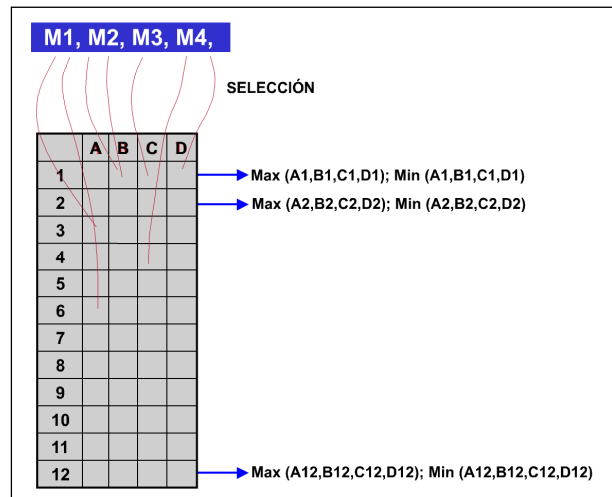 M1, M2, M3, M4,
SELECCIÓN
A B C D
1 Max (A1,B1,C1,D1); Min (A1,B1,C1,D1)
2 Max (A2,B2,C2,D2); Min (A2,B2,C2,D2)
3
4
5
6
7
8
9
10
11
12 Max (A12,B12,C12,D12); Min (A12,B12,C12,D12)